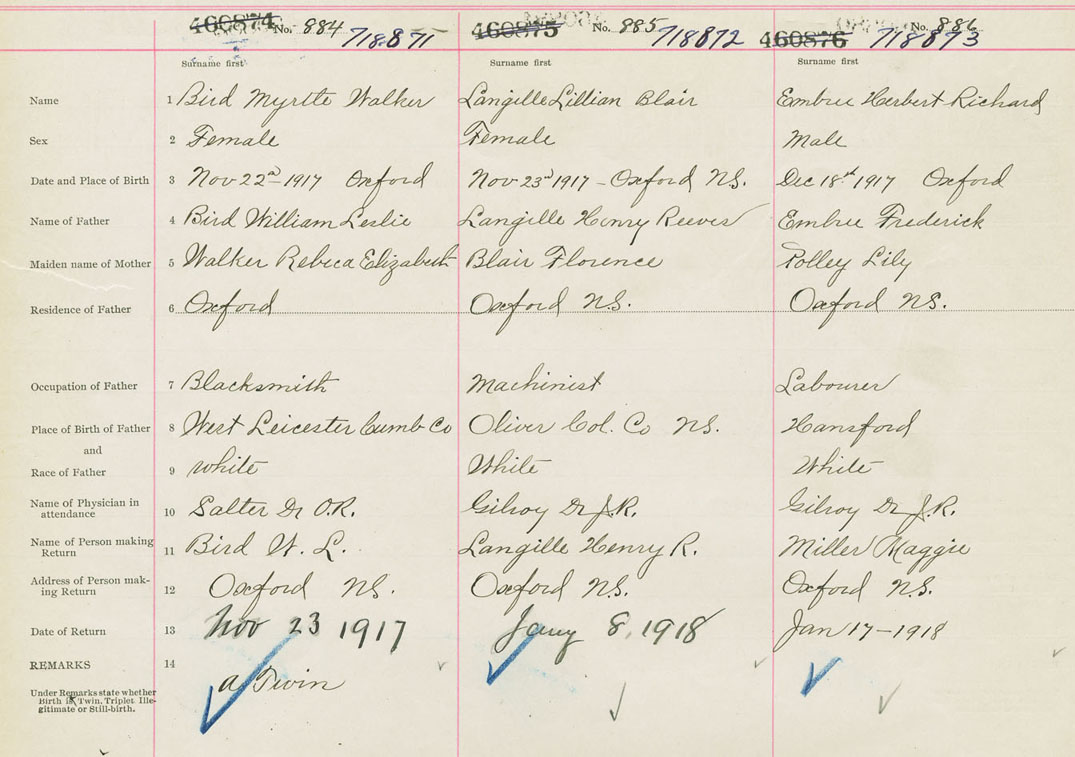 460874 No. 884 718871 460875 No. 885 718872 460876 No. 886 718873
Surname first Surname first Surname first
Name 1 Bird Myrtle Walker Langille Lillian Blair Embree Herbert Richard
Sex 2 Female Female Male
Date and Place of Birth 3 Nov 22nd 1917 Oxford Nov 23rd 1917 - Oxford N.S. Dec 18th 1917 Oxford
Name of Father 4 Bird William Leslie Langille Henry Reeves Embree Frederick
Maiden name of Mother 5 Walker Rebeca Elizabeth Blair Florence Polley Lily
Residence of Father 6 Oxford Oxford N.S. Oxford N.S.
Occupation of Father 7 Blacksmith Machinist Labourer
Place of Birth of Father 8 West Leicester Cumb Co Oliver Col. Co N.S. Hansford
and
Race of Father 9 white White White
Name of Physician in
attendance 10 Salter Dr O.R. Gilroy Dr J.R. Gilroy Dr J.R.
Name of Person making
Return 11 Bird W. L. Langille Henry R. Miller Maggie
Address of Person mak-
ing Return 12 Oxford N.S. Oxford N.S. Oxford N.S.
Date of Return 13 Nov 23 1917 Jany 8, 1918 Jan 17-1918
REMARKS 14
a Twin
Under Remarks state whether
Birth is Twin, Triplet, Ille-
gitimate or Still-birth.